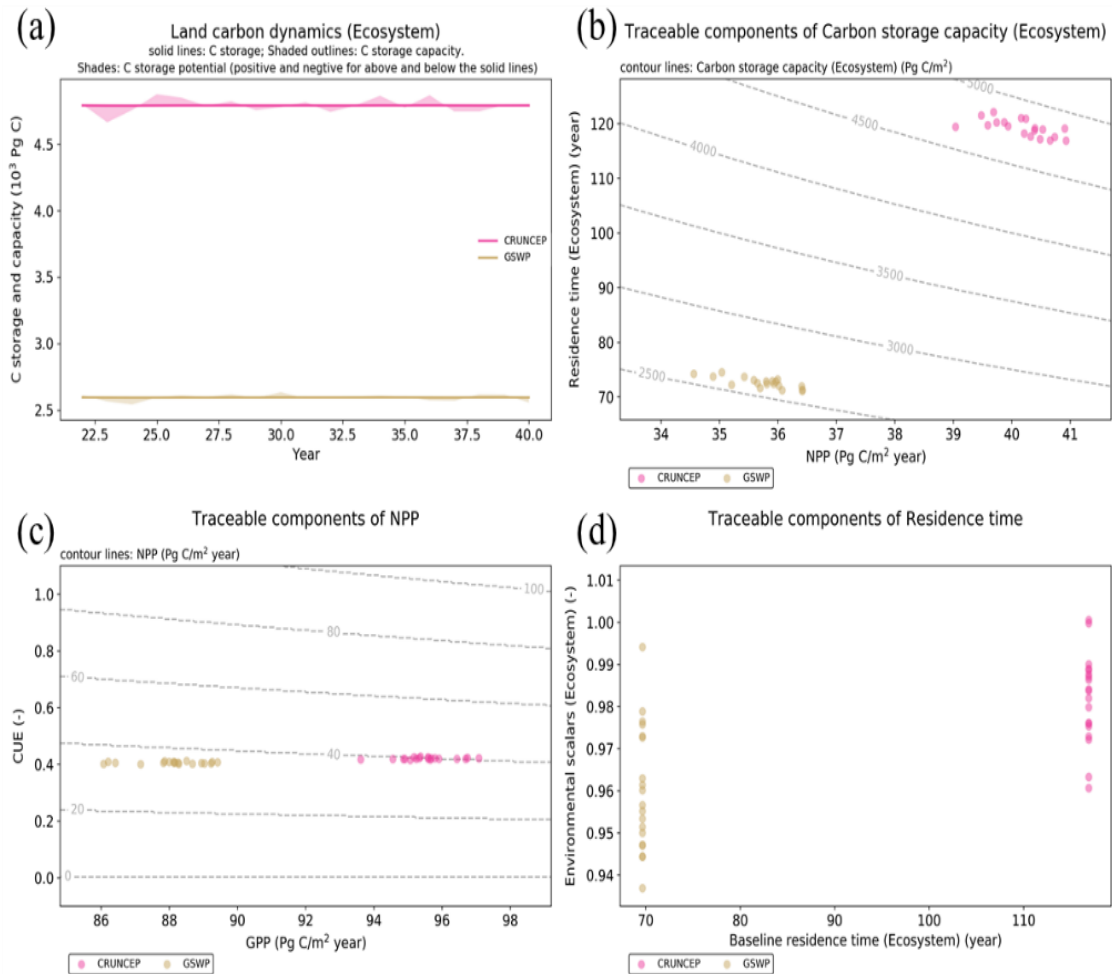 (a)
Land carbon dynamics (Ecosystem)
solid lines: C storage; Shaded outlines: C storage capacity.
Shades: C storage potential (positive and negtive for above and below the solid lines)
C storage and capacity (10³ Pg C)
4.5
4.0
3.5
3.0
2.5
CRUNCEP
GSWP
22.5 25.0 27.5 30.0 32.5 35.0 37.5 40.0
Year
(b)
Traceable components of Carbon storage capacity (Ecosystem)
contour lines: Carbon storage capacity (Ecosystem) (Pg C/m²)
Residence time (Ecosystem) (year)
120
110
100
90
80
70
5000
4500
4000
3500
3000
2500
34 35 36 37 38 39 40 41
NPP (Pg C/m² year)
CRUNCEP GSWP
(c)
Traceable components of NPP
contour lines: NPP (Pg C/m² year)
CUE (-)
1.0
0.8
0.6
0.4
0.2
0.0
100
80
60
40
20
0
86 88 90 92 94 96 98
GPP (Pg C/m² year)
CRUNCEP GSWP
(d)
Traceable components of Residence time
Environmental scalars (Ecosystem) (-)
1.01
1.00
0.99
0.98
0.97
0.96
0.95
0.94
70 80 90 100 110
Baseline residence time (Ecosystem) (year)
CRUNCEP GSWP